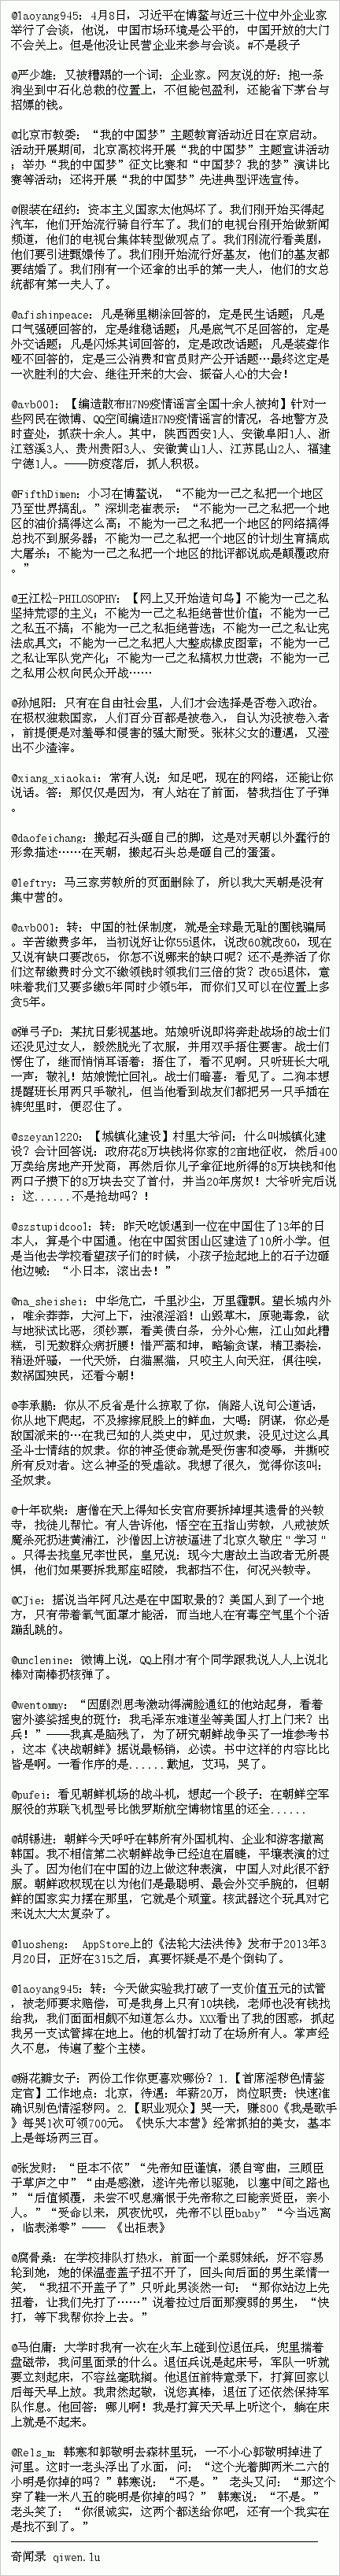 @laoyang945: 4月8日，习近平在博鳌与近三十位中外企业家
举行了会谈，他说，中国市场环境是公平的，中国开放的大门
不会关上。但是他没让民营企业来参与会谈。#不是段子
@严少雄：又被糟蹋的一个词：企业家。网友说的好：抱一条
狗坐到中石化总裁的位置上，不但能包盈利，还能省下茅台与
招嫖的钱。
@北京市教委：“我的中国梦”主题教育活动近日在京启动。
活动开展期间，北京高校将开展“我的中国梦”主题宣讲活动
；举办“我的中国梦”征文比赛和“中国梦？我的梦”演讲比
赛等活动；还将开展“我的中国梦”先进典型评选宣传。
@假装在纽约：资本主义国家太他妈坏了。我们刚开始买得起
汽车，他们开始流行骑自行车了。我们的电视台刚开始做新闻
频道，他们的电视台集体转型做观点了。我们刚流行看美剧，
他们要引进甄嬛传了。我们刚开始流行好基友，他们的基友都
要结婚了。我们刚有一个还拿的出手的第一夫人，他们的女总
统都有第一夫人了。
@afishinpeace：凡是稀里糊涂回答的，定是民生话题；凡是
口气强硬回答的，定是维稳话题；凡是底气不足回答的，定是
外交话题；凡是闪烁其词回答的，定是政改话题；凡是装聋作
哑不回答的，定是三公消费和官员财产公开话题…最终这定是
一次胜利的大会、继往开来的大会、振奋人心的大会！
@avb001：【编造散布H7N9疫情谣言全国十余人被拘】针对一
些网民在微博、QQ空间编造H7N9疫情谣言的情况，各地警方及
时查处，抓获十余人。其中，陕西西安1人、安徽阜阳1人、浙
江慈溪3人、贵州贵阳3人、安徽黄山1人、江苏昆山2人、福建
宁德1人。——防疫落后，抓人积极。
@FifthDimen：小习在博鳌说，“不能为一己之私把一个地区
乃至世界搞乱。”深圳老崔表示：“不能为一己之私把一个地区
的油价搞得这么高；不能为一己之私把一个地区的网络搞得
总找不到服务器；不能为一己之私把一个地区的计划生育搞成
大屠杀；不能为一己之私把一个地区的批评都说成是颠覆政府
。”
@王江松-PHILOSOPHY：【网上又开始造句鸟】不能为一己之私
坚持荒谬的主义；不能为一己之私拒绝普世价值；不能为一己
之私丑不搞；不能为一己之私拒绝普选；不能为一己之私让宪
法成具文；不能为一己之私把人大整成橡皮图章；不能为一己
之私让军队党产化；不能为一己之私搞权力世袭；不能为一己
之私用公权向民众开战……
@孙旭阳：只有在自由社会里，人们才会选择是否卷入政治。
在极权独裁国家，人们百分百都是被卷入，自认为没被卷入者
，前提便是对羞辱和侵害的强大耐受。张林父女的遭遇，又滗
出不少渣滓。
@xiang_xiaokai：常有人说：知足吧，现在的网络，还能让你
说话。答：那仅仅是因为，有人站在了前面，替我挡住了子弹
。
@daofeichang：搬起石头砸自己的脚，这是对天朝以外蠢行的
形象描述……在天朝，搬起石头总是砸自己的蛋蛋。
@leftry：马三家劳教所的页面删除了，所以我大天朝是没有
集中营的。
@avb001：转：中国的社保制度，就是全球最无耻的圈钱骗局
。辛苦缴费多年，当初说好让你55退休，说改60就改60，现在
又说有缺口要改65，你怎不说哪来的缺口呢？还不是养活了你
们这帮缴费时分文不缴领钱时领我们三倍的货？改65退休，意
味着我们又要多缴5年同时少领5年，而你们又可以在位置上多
贪5年。
@弹弓子D：某抗日影视基地。姑娘听说即将奔赴战场的战士们
还没见过女人，毅然脱光了衣服，并用双手捂住要害。战士们
愣住了，继而悄悄耳语着：捂住了，看不见啊。只听班长大吼
一声：敬礼！姑娘慌忙回礼。战士们暗喜：看见了。二狗本想
提醒班长用两只手敬礼，但当他看到战友们都把另一只手插在
裤兜里时，便忍住了。
@szeyan1220：【城镇化建设】村里大爷问：什么叫城镇化建
设？会计回答说：政府花8万块钱将你家的2亩地征收，然后400
万卖给房地产开发商，再然后你儿子拿征地所得的8万块钱和他
两口子攒下的8万块去交了首付，并当20年房奴！大爷听完后说
：这......不是抢劫吗？！
@szstupidcool：转：昨天吃饭遇到一位在中国住了13年的日
本人，算是个中国通。他在中国贫困山区建造了10所小学。但
是当他去学校看望孩子们的时候，小孩子捡起地上的石子边砸
他边喊：“小日本，滚出去！”
@na_sheishei：中华危亡，千里沙尘，万里霾飘。望长城内外
，唯余莽莽，大河上下，浊浪淫滔！山毁草木，原驰毒象，欲
与地狱试比恶，须钞票，看美债白条，分外心焦，江山如此糟
糕，引无数群众病折腰！惜严蒿和坤，略输贪谋，精卫秦桧，
稍逊奸骚，一代天娇，白猫黑猫，只咬主人向天狂，俱往唉，
数祸国殃民，还看今朝！
@李承鹏：你从不反省是什么掠取了你，倘路人说句公道话，
你从地下爬起，不及擦擦屁股上的鲜血，大喝：阴谋，你必是
敌国派来的…在我已知的人类史中，见过奴隶，没见过这么具
圣斗士情结的奴隶。你的神圣使命就是受伤害和凌辱，并撕咬
所有反对者。这么神圣的受虐欲。我想了很久，觉得你该叫：
圣奴隶。
@十年砍柴：唐僧在天上得知长安官府要拆掉埋其遗骨的兴教
寺，找徒儿帮忙。有人告诉他，悟空在五指山劳教，八戒被妖
魔杀死扔进黄浦江，沙僧因上访被逼进了北京久敬庄＂学习＂
。只得去找皇兄李世民，皇兄说：现今大唐故土当政者无所畏
惧，他们如果要拆我那座昭陵，我都挡不住，何况兴教寺。
@CJie：据说当年阿凡达是在中国取景的？美国人到了一个地
方，只有带着氧气面罩才能活，而当地人在有毒空气里个个活
蹦乱跳的。
@unclenine：微博上说，QQ上刚才有个同学跟我说人人上说北
棒对南棒扔核弹了。
@wentommy：“因剧烈思考激动得满脸通红的他站起身，看着
窗外婆娑摇曳的斑竹：我毛泽东难道坐等美国人打上门来？出
兵！”——我真是脑残了，为了研究朝鲜战争买了一堆参考书
，这本《决战朝鲜》据说最畅销，必读。书中这样的内容比比
皆是啊。一看作序的是......戴旭，艾玛，哭了。
@pufei：看见朝鲜机场的战斗机，想起一个段子：在朝鲜空军
服役的苏联飞机型号比俄罗斯航空博物馆里的还全......
@胡锡进：朝鲜今天呼吁在韩所有外国机构、企业和游客撤离
韩国。我不相信第二次朝鲜战争已经迫在眉睫，平壤表演的过
头了。因为他们在中国的边上做这种表演，中国人对此很不舒
服。朝鲜政权现在以为他们是最聪明、最会外交手腕的，但朝
鲜的国家实力摆在那里，它就是个顽童。核武器这个玩具对它
来说太大太复杂了。
@luosheng： AppStore上的《法轮大法洪传》发布于2013年3
月20日，正好在315之后，真要怀疑是不是个倒钩了。
@laoyang945：转：今天做实验我打破了一支价值五元的试管
，被老师要求赔偿，可是我身上只有10块钱，老师也没有钱找
给我，我们面面相觑不知道怎么办。XXX看出了我的困惑，抓起
我另一支试管摔在地上。他的机智打动了在场所有人。掌声经
久不息，传遍了整个主楼。
@掰花瓣女子：两份工作你更喜欢哪份？1.【首席淫秽色情鉴
定官】工作地点：北京，待遇：年薪20万，岗位职责：快速准
确识别色情淫秽网。2.【职业观众】哭一天，赚800《我是歌手
》每哭1次可领700元。《快乐大本营》经常抓拍的美女，基本
上是每场两三百。
@张发财：“臣本不依”“先帝知臣谨慎，猥自弯曲，三顾臣
于草庐之中”“由是感激，遂许先帝以驱驰，以塞中间之路也
”“后值倾覆，未尝不叹息痛恨于先帝称之曰能亲贤臣，亲小
人。”“受命以来，夙夜忧叹，先帝不以臣baby”“今当远离
，临表涕零”—— 《出柜表》
@腐骨桑：在学校排队打热水，前面一个柔弱妹纸，好不容易
轮到她，她的保温壶盖子扭不开了，回头向后面的男生柔情一
笑，“我扭不开盖子了”只听此男淡然一句：“那你站边上先
扭着，让我们先打了……”说着拉过后面那瘦弱的男生，“快
打，等下我帮你拎上去。”
@马伯庸：大学时我有一次在火车上碰到位退伍兵，兜里揣着
盘磁带，我问里面录的什么。退伍兵说是起床号，军队一听就
要立刻起床，不容丝毫耽搁。他退伍前特意录下，打算回家以
后每天早上放。我肃然起敬，说您真棒，退伍了还依然保持军
队作息。他回答：哪儿啊！我是打算天天早上听这个，躺在床
上就是不起来。
@Rels_m：韩寒和郭敬明去森林里玩，一不小心郭敬明掉进了
河里。这时一老头浮出了水面，问：“这个光着脚两米二六的
小明是你掉的吗？”韩寒说：“不是。” 老头又问：“那这个
穿了鞋一米八五的晓明是你掉的吗？” 韩寒说：“不是。”
老头笑了：“你很诚实，这两个都送给你吧，还有一个我实在
是找不到了。”
奇闻录 qiwen.lu